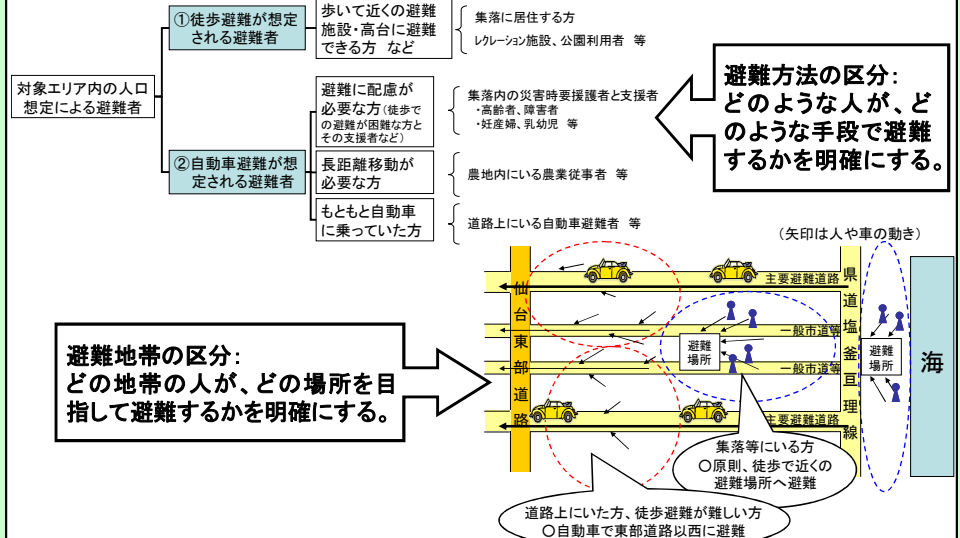 ①徒歩避難が想定
される避難者
歩いて近くの避難
施設・高台に避難
できる方 など
集落に居住する方
レクレーション施設、公園利用者 等
対象エリア内の人口
想定による避難者
避難に配慮が
必要な方(徒歩で
の避難が困難な方と
その支援者など)
集落内の災害時要援護者と支援者
・高齢者、障害者
・妊産婦、乳幼児 等
②自動車避難が想
定される避難者
長距離移動が
必要な方
農地内にいる農業従事者 等
もともと自動車
に乗っていた方
道路上にいる自動車避難者 等
避難方法の区分:
どのような人が、ど
のような手段で避難
するかを明確にする。
(矢印は人や車の動き)
避難地帯の区分:
どの地帯の人が、どの場所を目
指して避難するかを明確にする。
仙台東部道路
主要避難道路
一般市道等
避難
場所
一般市道等
主要避難道路
県道塩釜亘理線
避難
場所
海
集落等にいる方
○原則、徒歩で近くの
避難場所へ避難
道路上にいた方、徒歩避難が難しい方
○自動車で東部道路以西に避難